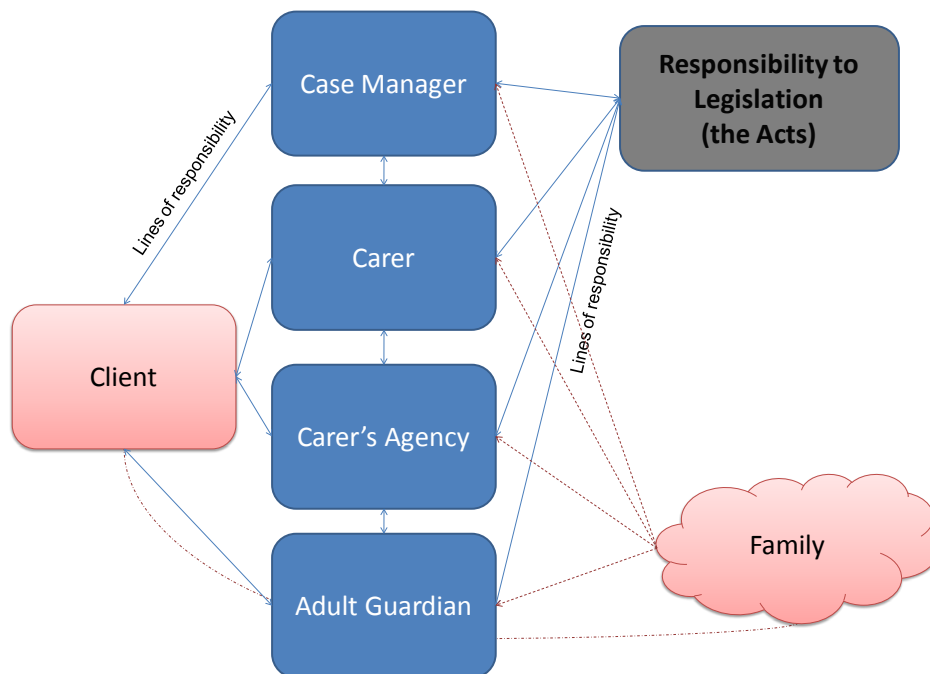 Case Manager
Responsibility to
Legislation
(the Acts)
Lines of responsibility
Carer
Lines of responsibility
Client
Carer’s Agency
Family
Adult Guardian